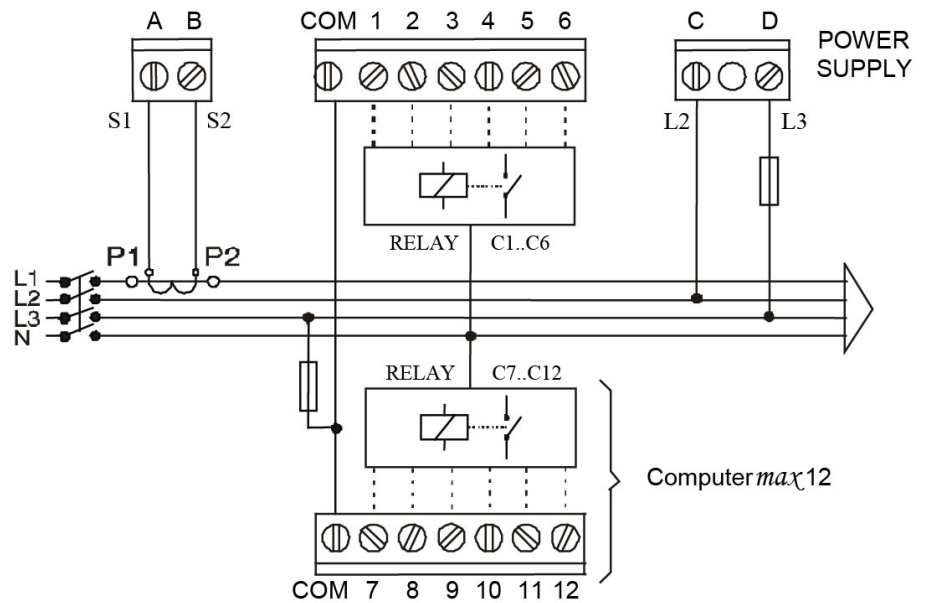 A B COM 1 2 3 4 5 6 C D
POWER
SUPPLY
S1 S2 L2 L3
RELAY C1..C6
P1 P2
L1
L2
L3
N
RELAY C7..C12
Computer max 12
COM 7 8 9 10 11 12